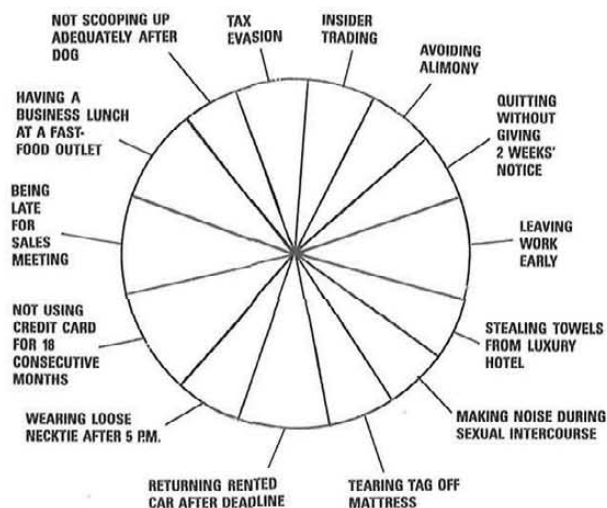 NOT SCOOPING UP
ADEQUATELY AFTER
DOG
TAX
EVASION
INSIDER
TRADING
AVOIDING
ALIMONY
QUITTING
WITHOUT
GIVING
2 WEEKS'
NOTICE
LEAVING
WORK
EARLY
STEALING TOWELS
FROM LUXURY
HOTEL
MAKING NOISE DURING
SEXUAL INTERCOURSE
TEARING TAG OFF
MATTRESS
RETURNING RENTED
CAR AFTER DEADLINE
WEARING LOOSE
NECKTIE AFTER 5 P.M.
NOT USING
CREDIT CARD
FOR 18
CONSECUTIVE
MONTHS
BEING
LATE
FOR
SALES
MEETING
HAVING A
BUSINESS LUNCH
AT A FAST-
FOOD OUTLET